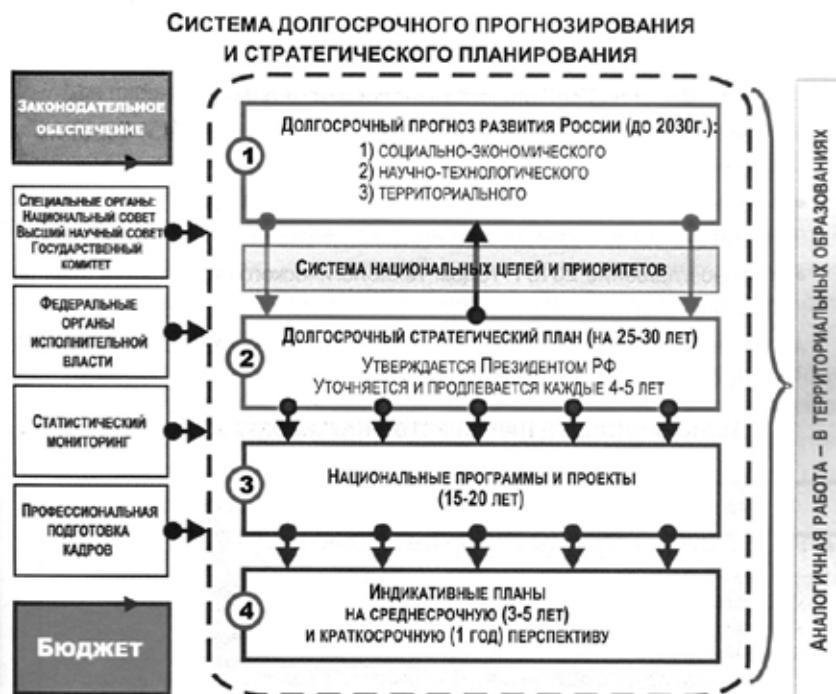 Система долгосрочного прогнозирования
и стратегического планирования
Законодательное
обеспечение
Специальные органы:
Национальный совет
Высший научный совет
Государственный
комитет
Федеральные
органы
исполнительной
власти
Статистический
мониторинг
Профессиональная
подготовка
кадров
Бюджет
1
Долгосрочный прогноз развития России (до 2030г.):
1) социально-экономического
2) научно-технологического
3) территориального
Система национальных целей и приоритетов
2
Долгосрочный стратегический план (на 25-30 лет)
Утверждается Президентом РФ
Уточняется и продлевается каждые 4-5 лет
3
Национальные программы и проекты
(15-20 лет)
4
Индикативные планы
на среднесрочную (3-5 лет)
и краткосрочную (1 год) перспективу
Аналогичная работа – в территориальных образованиях